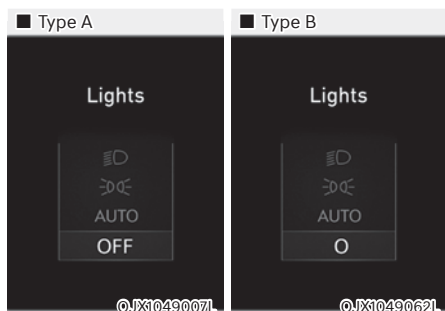 ■ Type A
Lights
AUTO
OFF
OJX1049007L
■ Type B
Lights
AUTO
O
OJX1049062L